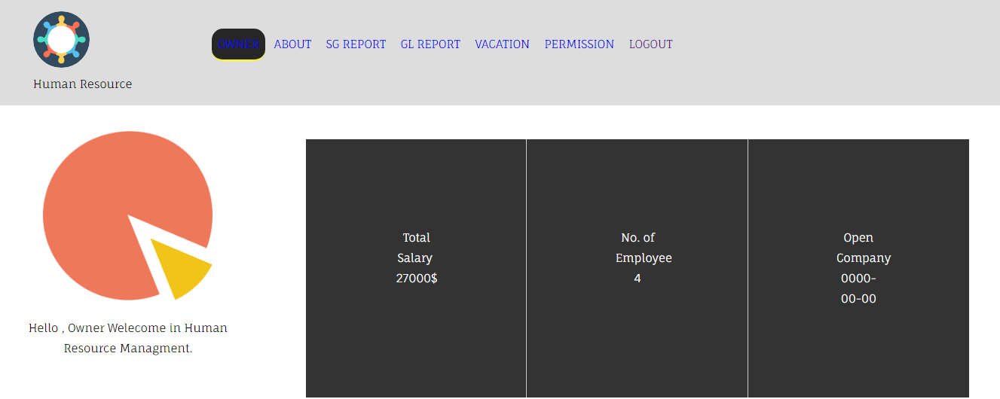 OWNER ABOUT SG REPORT GL REPORT VACATION PERMISSION LOGOUT
Human Resource
Total
Salary
27000$
No. of
Employee
4
Open
Company
0000-
00-00
Hello , Owner Welecome in Human
Resource Managment.